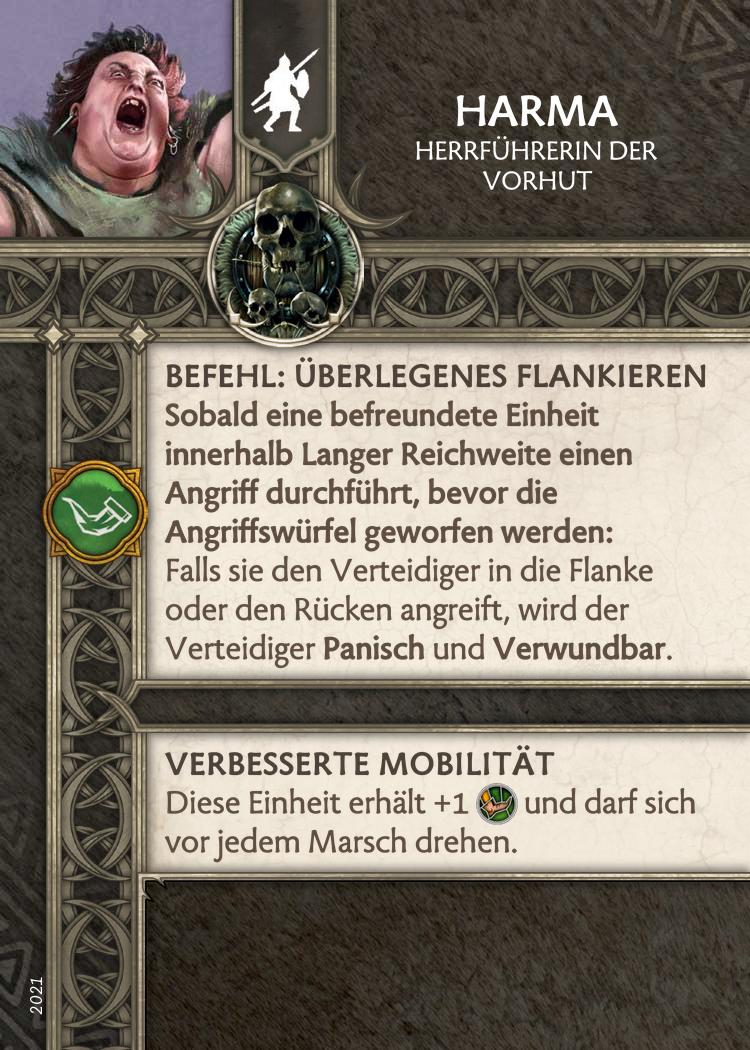 HARMA
HERRFÜHRERIN DER
VORHUT
BEFEHL: ÜBERLEGENES FLANKIEREN
Sobald eine befreundete Einheit
innerhalb Langer Reichweite einen
Angriff durchführt, bevor die
Angriffswürfel geworfen werden:
Falls sie den Verteidiger in die Flanke
oder den Rücken angreift, wird der
Verteidiger Panisch und Verwundbar.
VERBESSERTE MOBILITÄT
Diese Einheit erhält +1 und darf sich
vor jedem Marsch drehen.
2021